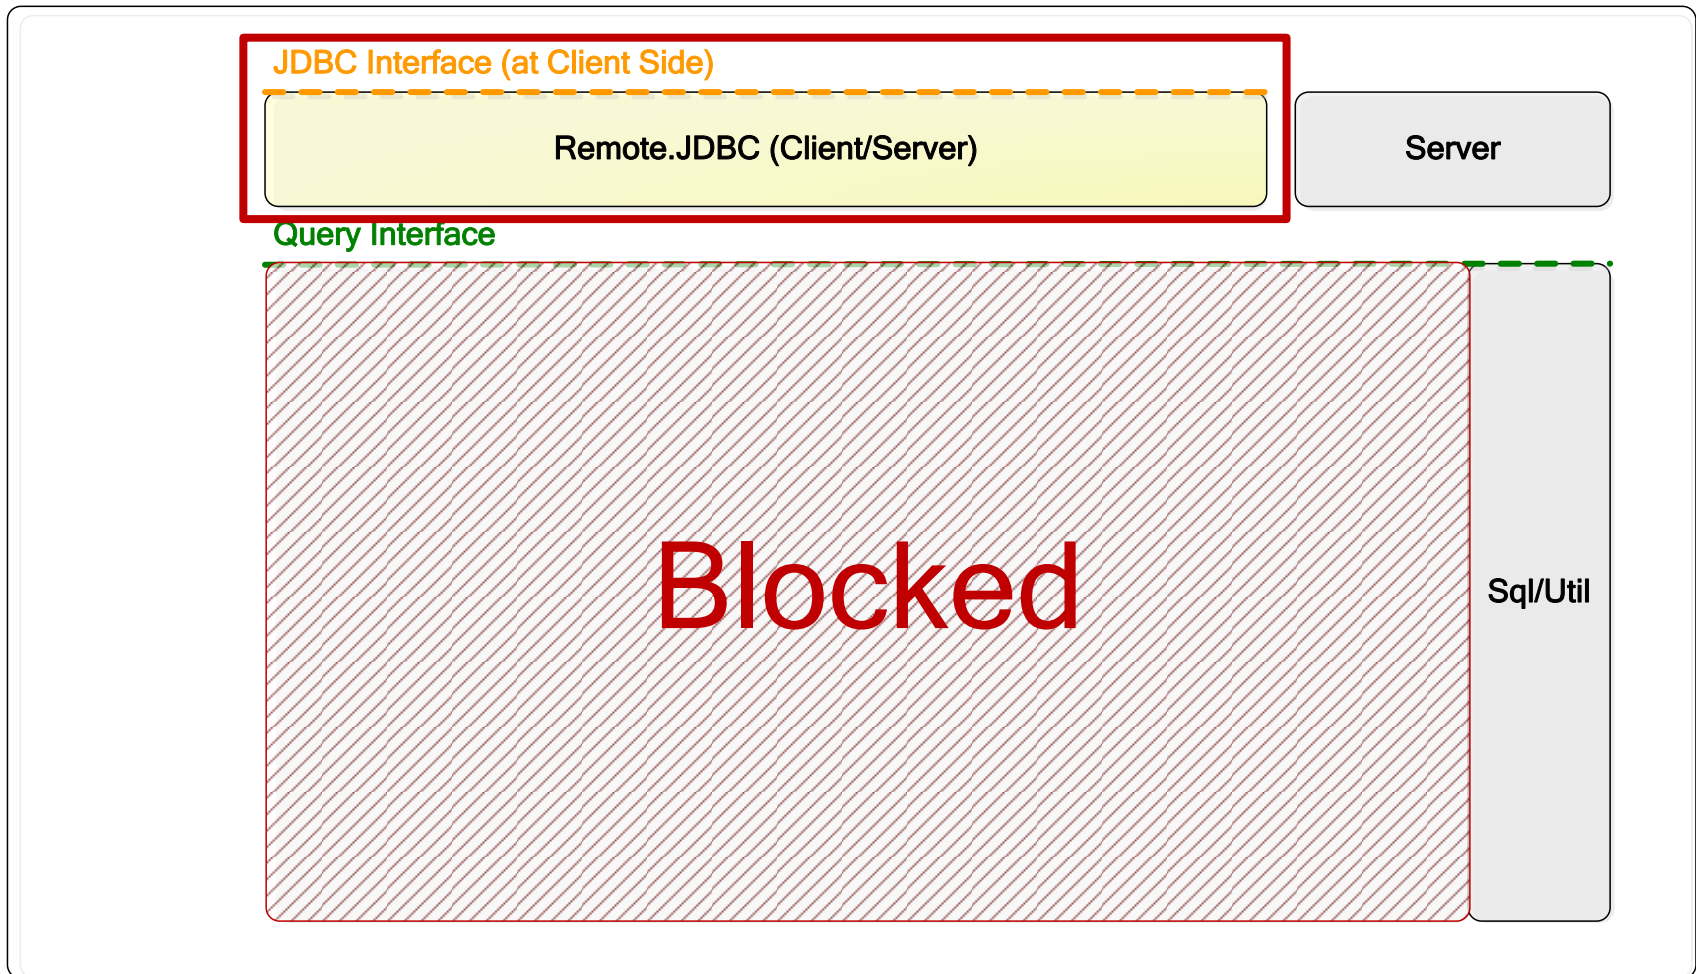 JDBC Interface (at Client Side)
Remote.JDBC (Client/Server)
Server
Query Interface
Blocked
Sql/Util